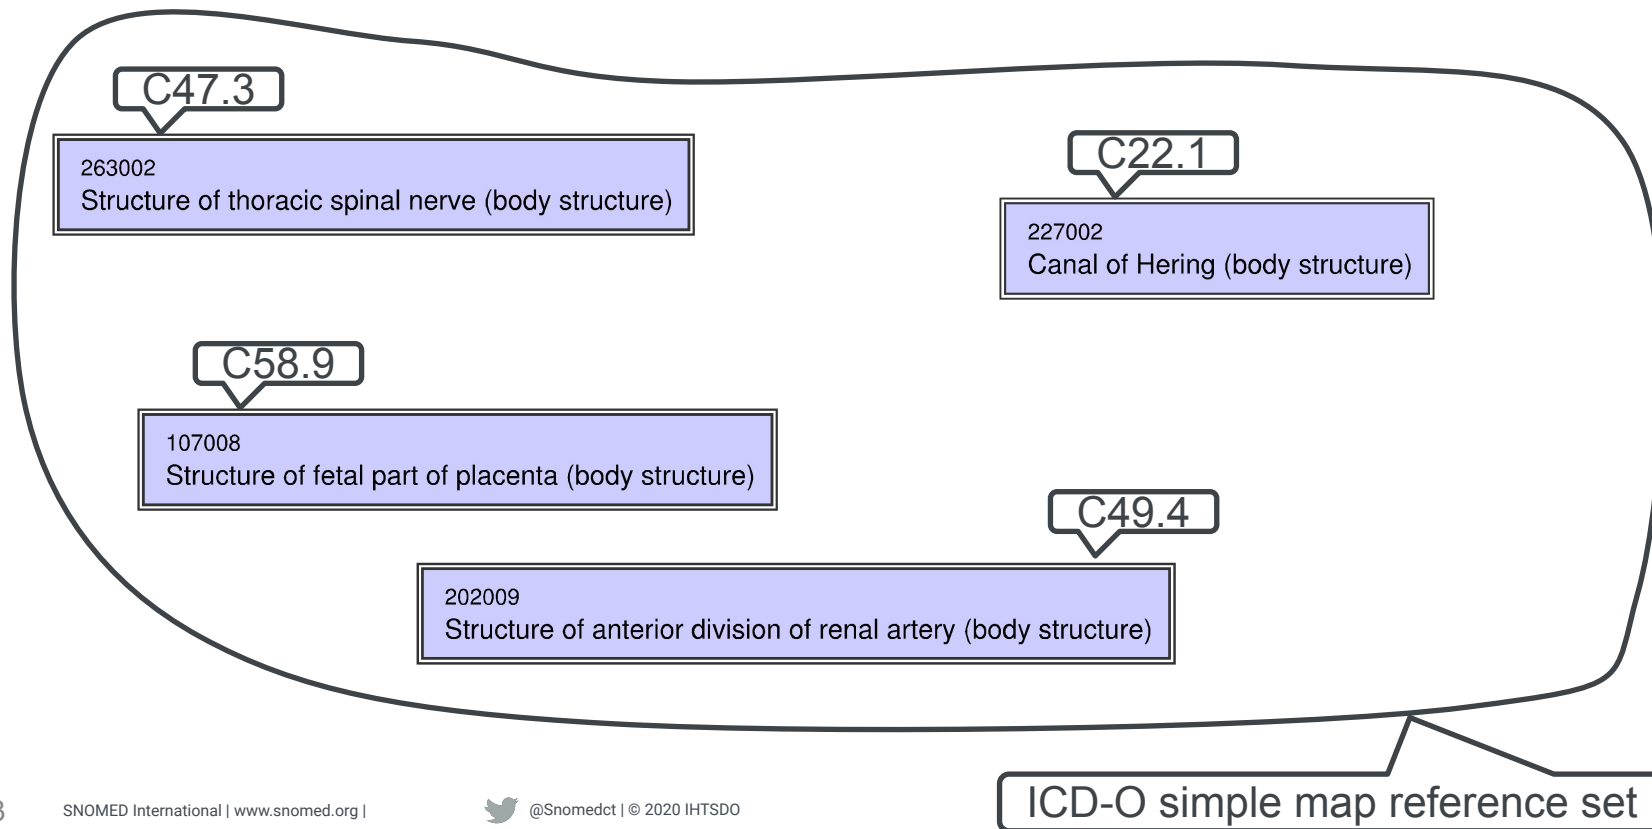 C47.3
263002
Structure of thoracic spinal nerve (body structure)
C22.1
227002
Canal of Hering (body structure)
C58.9
107008
Structure of fetal part of placenta (body structure)
C49.4
202009
Structure of anterior division of renal artery (body structure)
ICD-O simple map reference set
SNOMED International | www.snomed.org |
@Snomedct | © 2020 IHTSDO